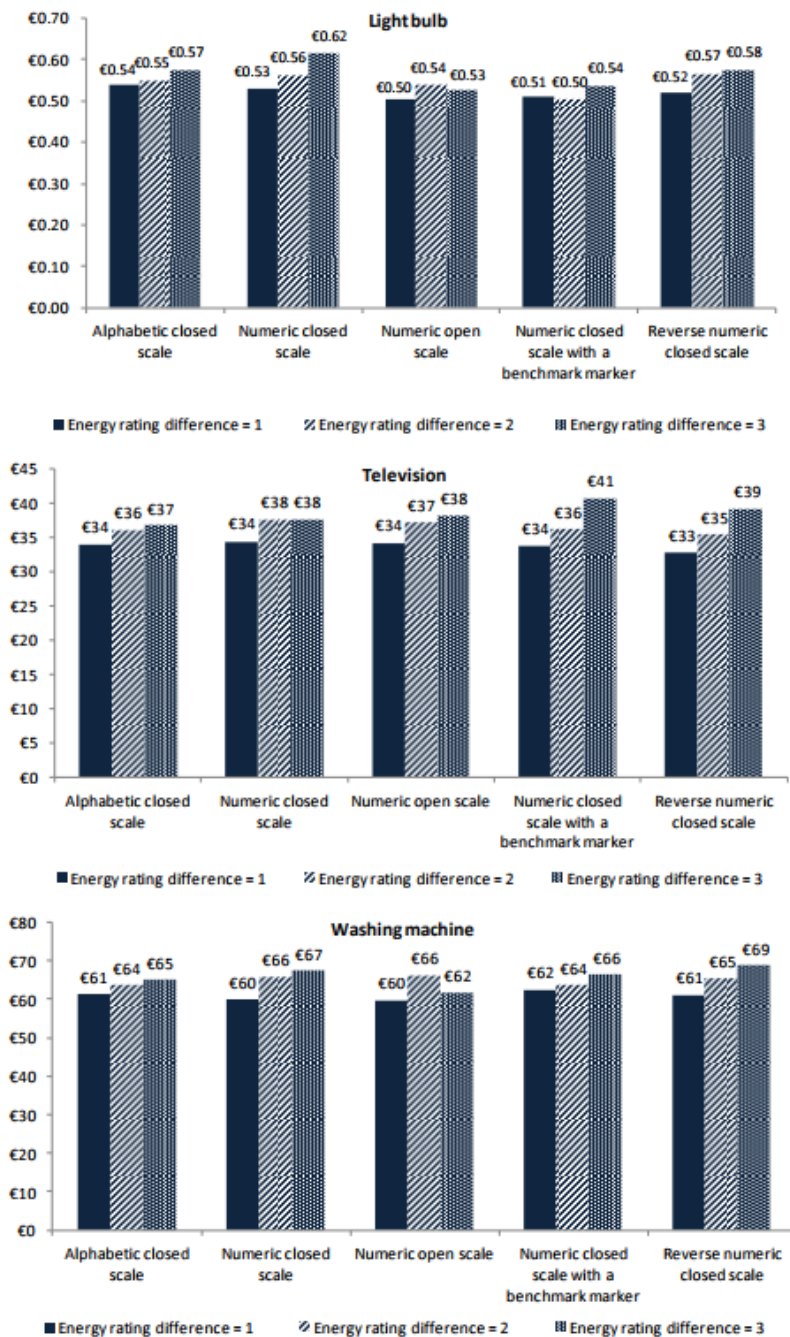 Light bulb
€0.70
€0.60
€0.50
€0.40
€0.30
€0.20
€0.10
€0.00
€0.54 €0.55 €0.57
€0.53 €0.56 €0.62
€0.50 €0.54 €0.53
€0.51 €0.50 €0.54
€0.52 €0.57 €0.58
Alphabetic closed
scale
Numeric closed
scale
Numeric open
scale
Numeric closed
scale with a
benchmark marker
Reverse numeric
closed scale
Energy rating difference = 1 Energy rating difference = 2 Energy rating difference = 3
Television
€45
€40
€35
€30
€25
€20
€15
€10
€5
€0
€34 €36 €37
€34 €38 €38
€34 €37 €38
€34 €36 €41
€33 €35 €39
Alphabetic closed
scale
Numeric closed
scale
Numeric open scale
Numeric closed
scale with a
benchmark marker
Reverse numeric
closed scale
Energy rating difference = 1 Energy rating difference = 2 Energy rating difference = 3
Washing machine
€80
€70
€60
€50
€40
€30
€20
€10
€0
€61 €64 €65
€60 €66 €67
€60 €66 €62
€62 €64 €66
€61 €65 €69
Alphabetic closed
scale
Numeric closed
scale
Numeric open scale
Numeric closed
scale with a
benchmark marker
Reverse numeric
closed scale
Energy rating difference = 1 Energy rating difference = 2 Energy rating difference = 3